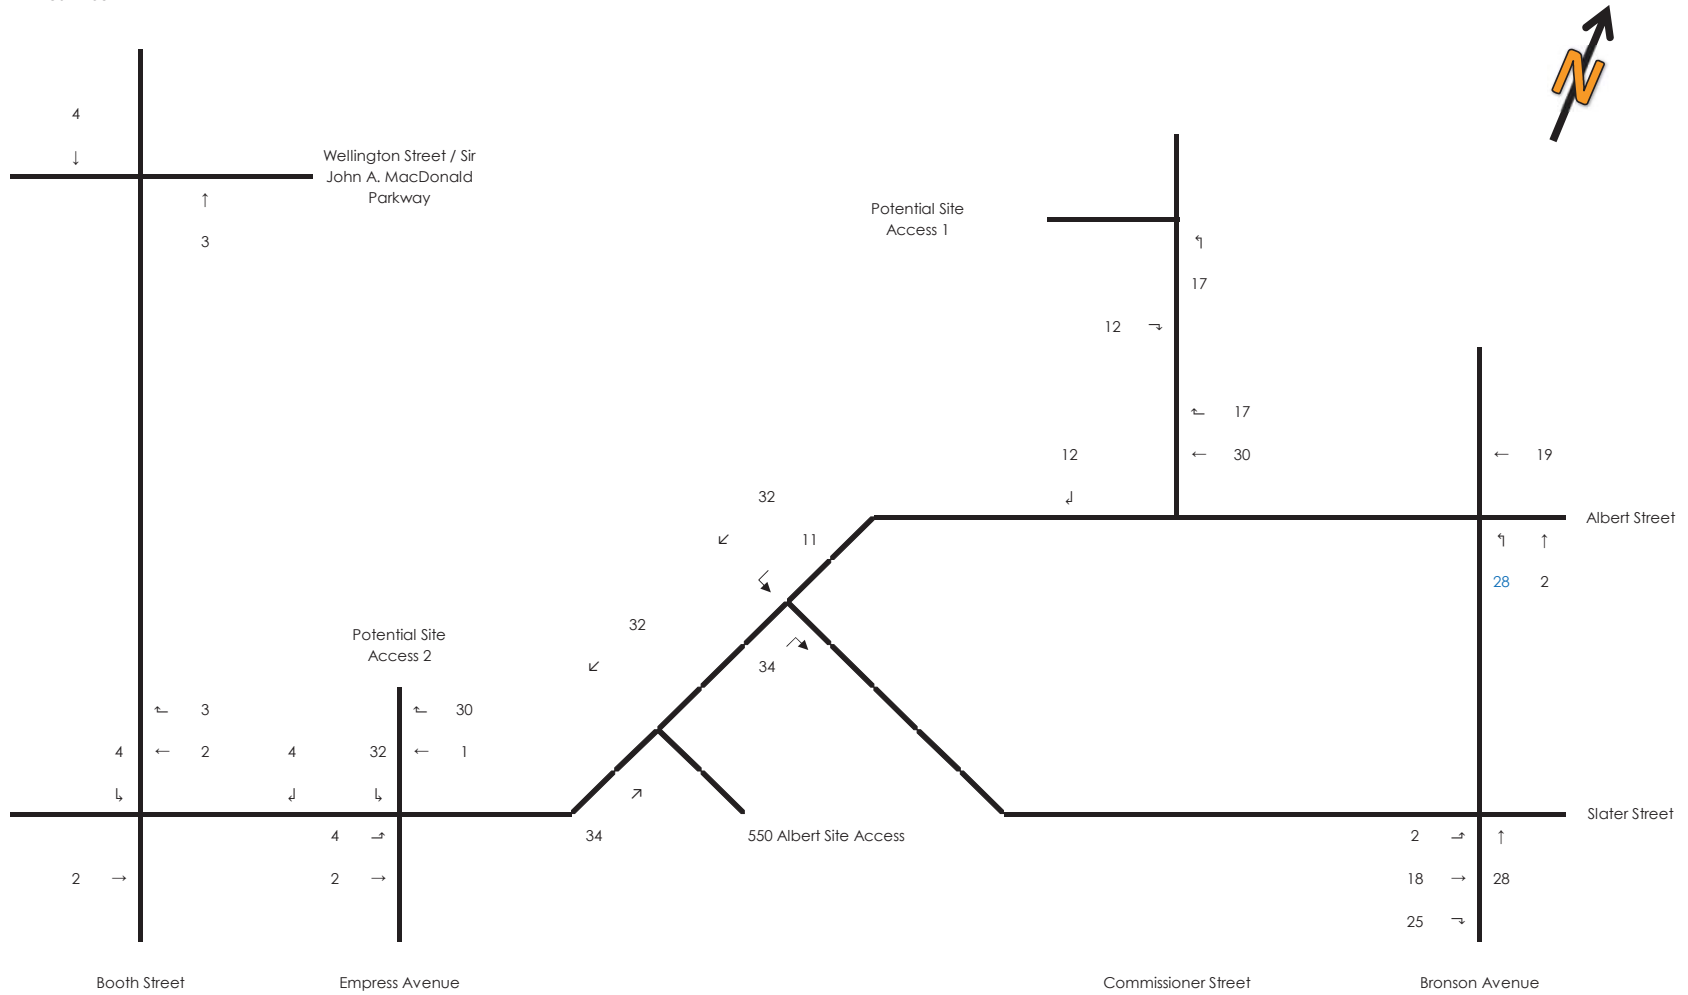 N
4
↓
Wellington Street / Sir
John A. MacDonald
Parkway
↑
3
Potential Site
Access 1
↰
17
12 ⬎
⬑ 17
12 ← 30
← 19
32 ↲
Albert Street
↙ 11
↰ ↑
28 2
32
Potential Site
Access 2
↙
34
⬑ 3
⬑ 30
4 ← 2
4 32 ← 1
↳ ↲ ↳
↗
Slater Street
4 ⬏
34
550 Albert Site Access
2 ⬏ ↑
2 →
2 →
18 → 28
25 ⬎
Booth Street
Empress Avenue
Commissioner Street
Bronson Avenue